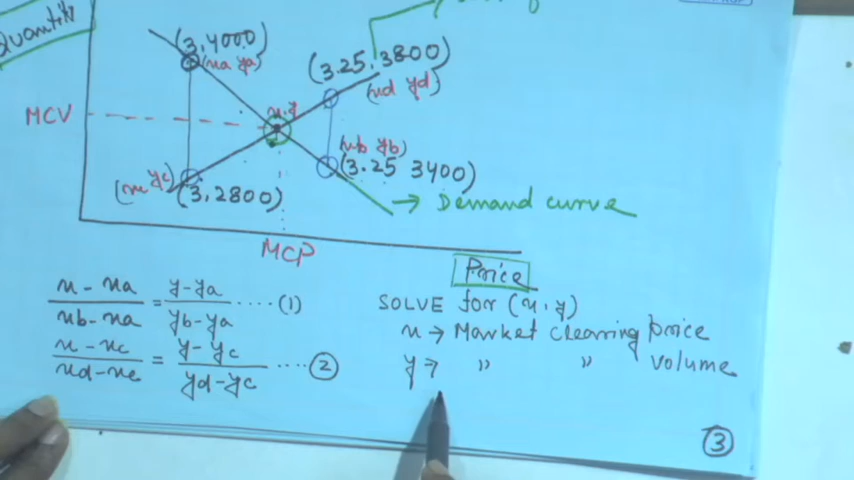 Quantity
(3,4000)
(xa ya)
(3.25, 3800)
(xd yd)
MCV
x,y
(xb yb)
(3.25 3400)
(xc yc)
(3,2800)
→ Demand curve
MCP
Price
x - xa / xb - xa = y - ya / yb - ya ....(1)
x - xc / xd - xc = y - yc / yd - yc ....②
SOLVE for (x, y)
x → Market clearing price
y → " " volume
③